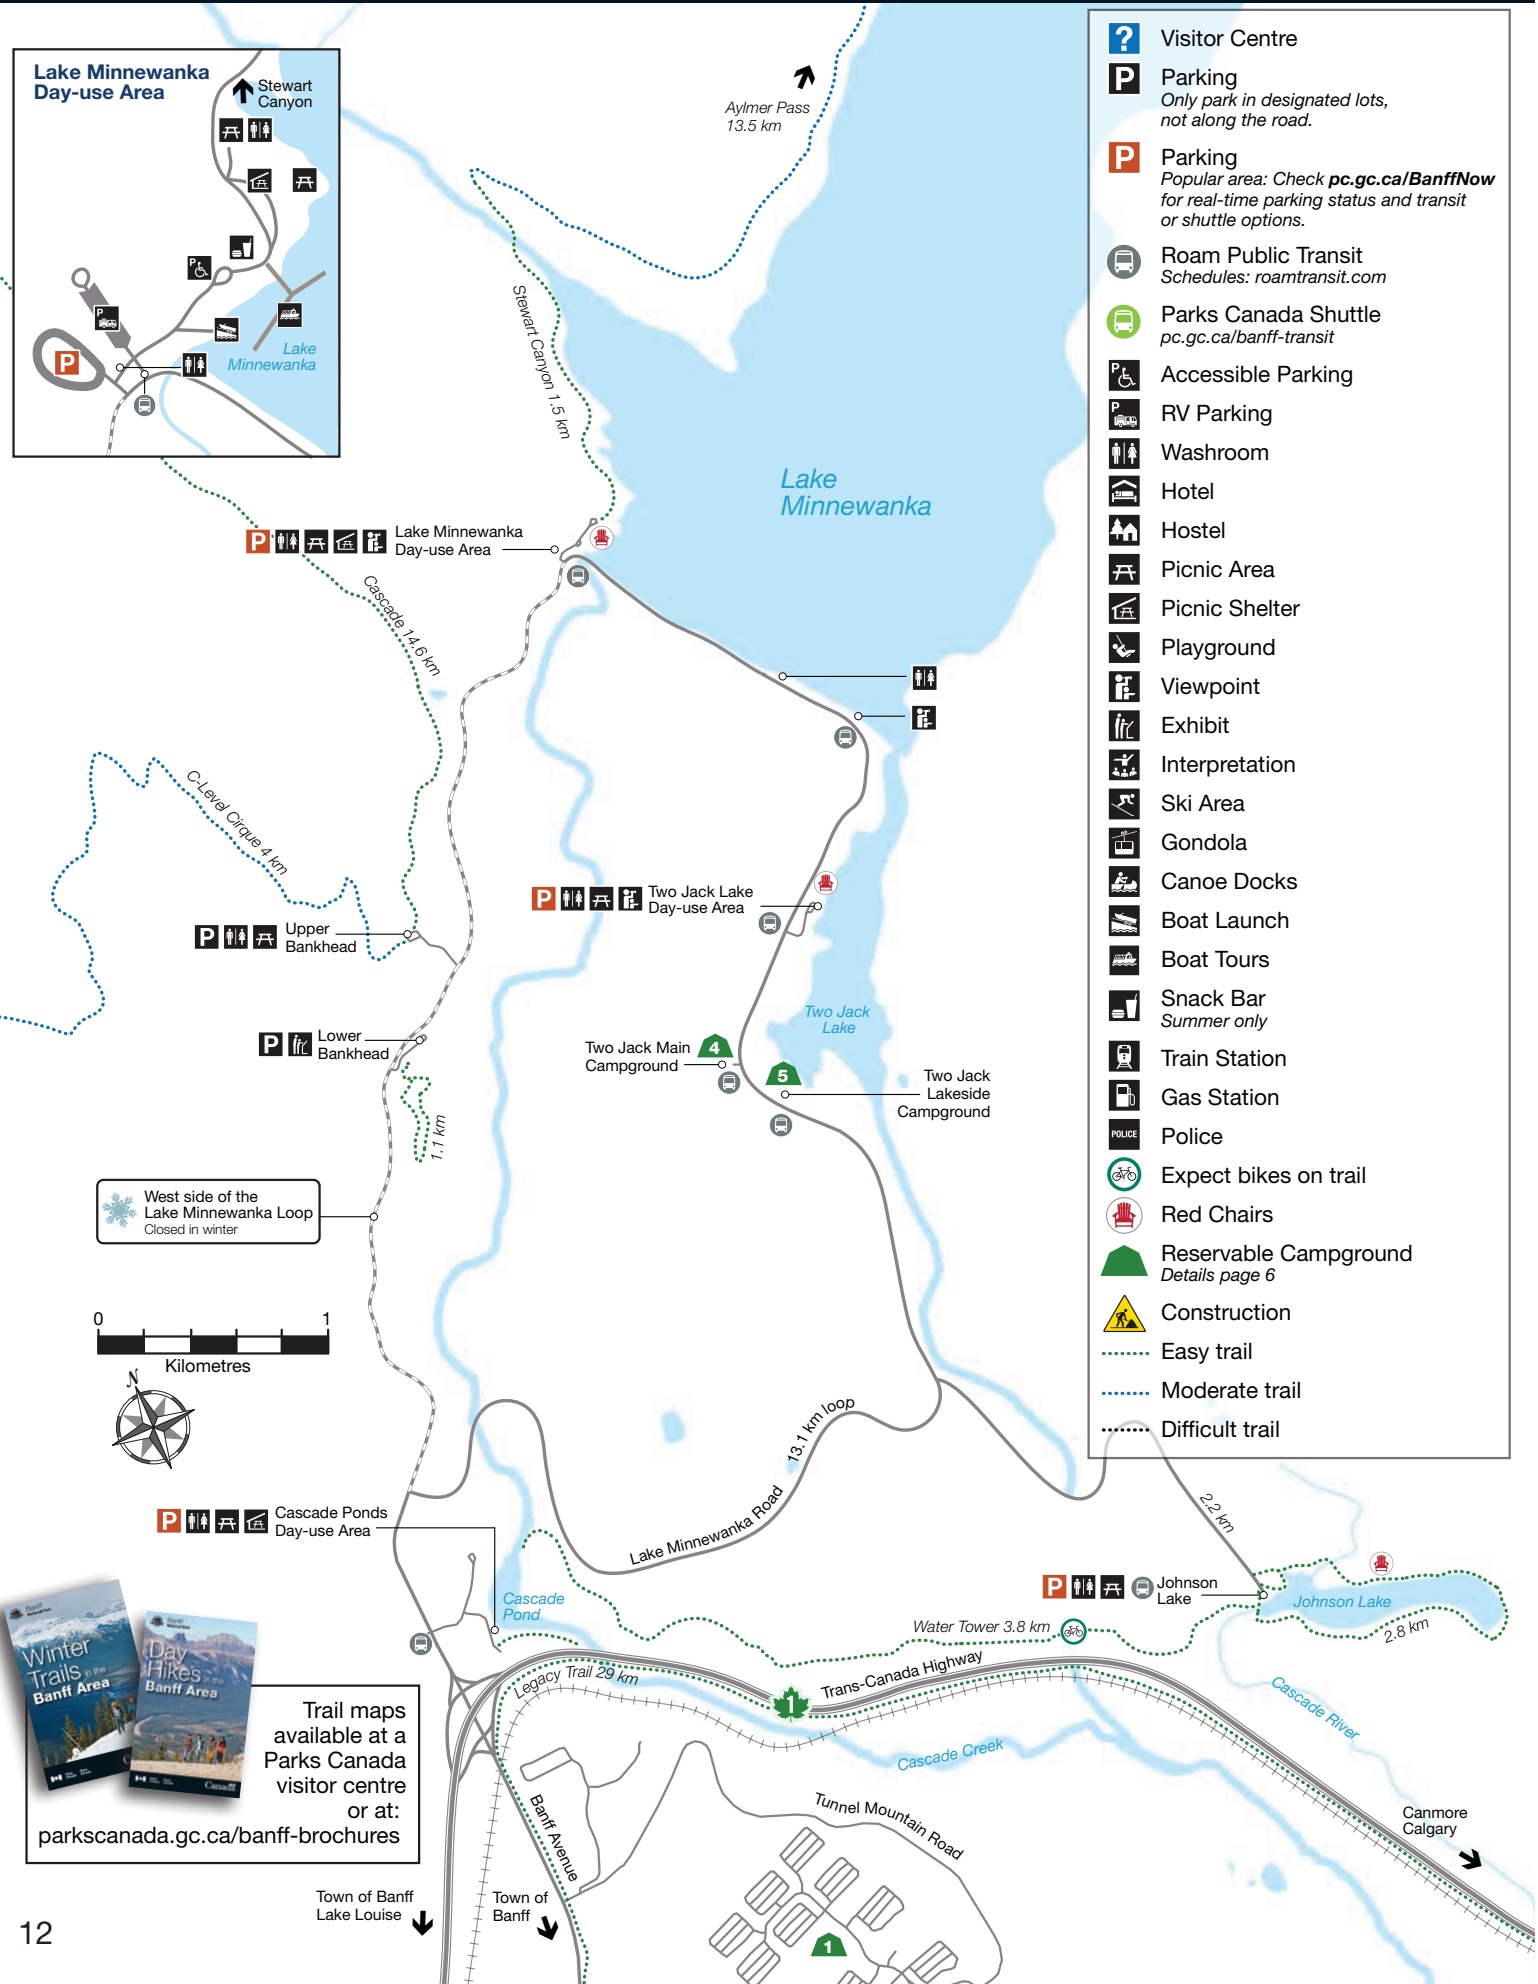 Lake Minnewanka
Day-use Area
Stewart
Canyon
P
P
P
Lake
Minnewanka
Aylmer Pass
13.5 km
Stewart Canyon 1.5 km
Lake
Minnewanka
P
Lake Minnewanka
Day-use Area
Cascade 14.6 km
C-Level Cirque 4 km
P
Two Jack Lake
Day-use Area
P
Upper
Bankhead
P
Lower
Bankhead
1.1 km
Two Jack
Lake
Two Jack Main
Campground
4
5
Two Jack
Lakeside
Campground
West side of the
Lake Minnewanka Loop
Closed in winter
0
1
Kilometres
N
13.1 km loop
Lake Minnewanka Road
P
Cascade Ponds
Day-use Area
Cascade
Pond
2.2 km
P
Johnson
Lake
Johnson Lake
2.8 km
Water Tower 3.8 km
Legacy Trail 29 km
1
Trans-Canada Highway
Cascade River
Cascade Creek
Banff Avenue
Tunnel Mountain Road
1
Canmore
Calgary
Town of Banff
Lake Louise
Town of
Banff
Banff
Winter
Trails in the
Banff Area
Banff
Day
Hikes in the
Banff Area
Canada
Trail maps
available at a
Parks Canada
visitor centre
or at:
parkscanada.gc.ca/banff-brochures
12
?
Visitor Centre
P
Parking
Only park in designated lots,
not along the road.
P
Parking
Popular area: Check pc.gc.ca/BanffNow
for real-time parking status and transit
or shuttle options.
Roam Public Transit
Schedules: roamtransit.com
Parks Canada Shuttle
pc.gc.ca/banff-transit
P
Accessible Parking
P
RV Parking
Washroom
Hotel
Hostel
Picnic Area
Picnic Shelter
Playground
Viewpoint
Exhibit
Interpretation
Ski Area
Gondola
Canoe Docks
Boat Launch
Boat Tours
Snack Bar
Summer only
Train Station
Gas Station
POLICE
Police
Expect bikes on trail
Red Chairs
Reservable Campground
Details page 6
Construction
Easy trail
Moderate trail
Difficult trail